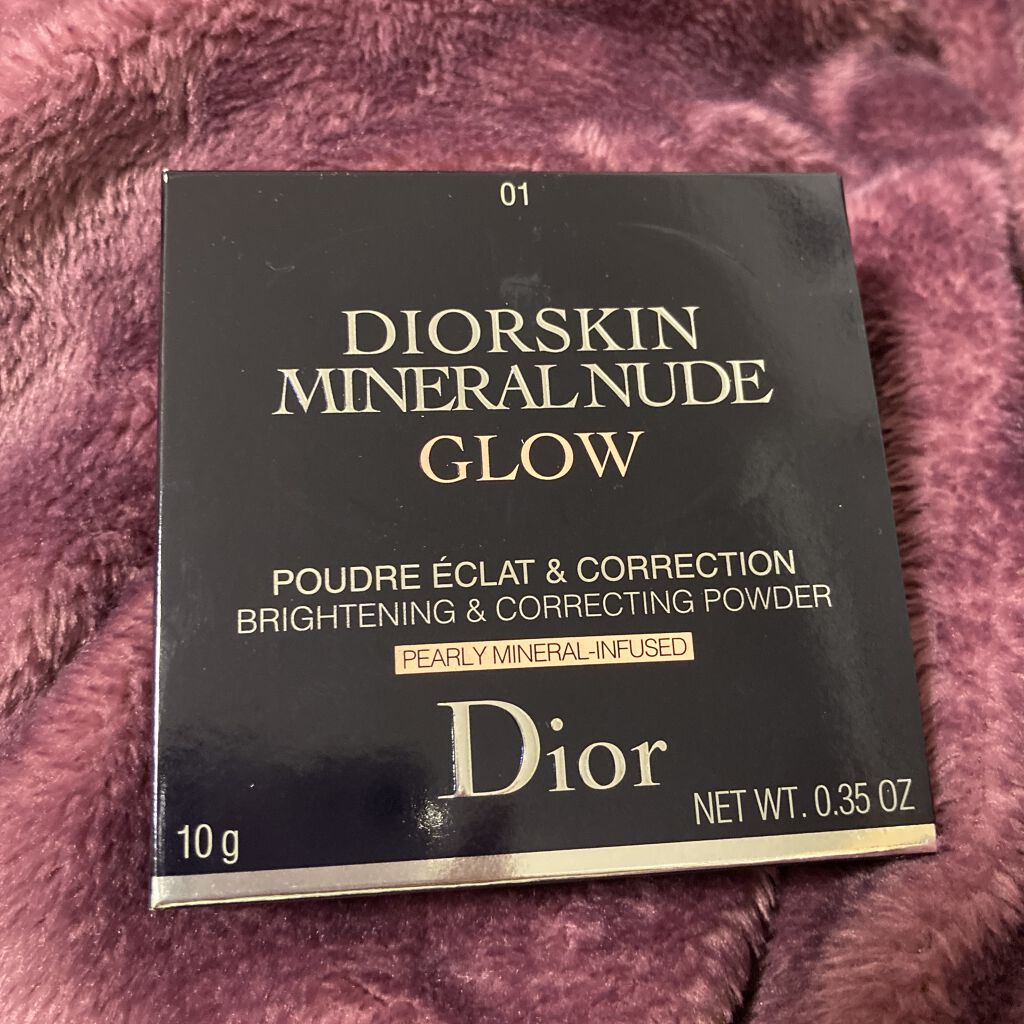 01
DIORSKIN
MINERAL NUDE
GLOW
POUDRE ÉCLAT & CORRECTION
BRIGHTENING & CORRECTING POWDER
PEARLY MINERAL-INFUSED
Dior
10 g
NET WT. 0.35 OZ